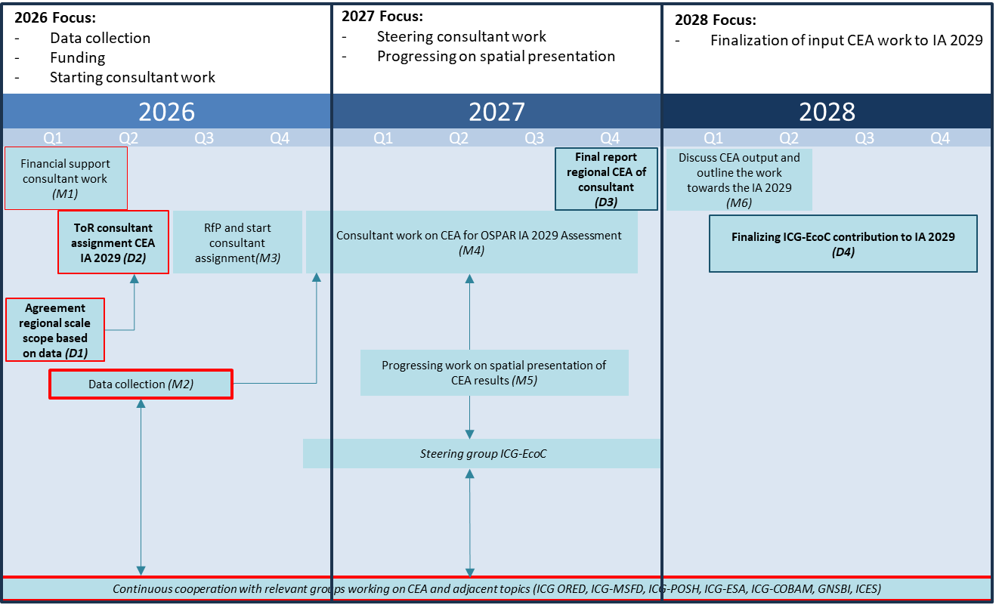 2026 Focus:
- Data collection
- Funding
- Starting consultant work
2027 Focus:
- Steering consultant work
- Progressing on spatial presentation
2028 Focus:
- Finalization of input CEA work to IA 2029
2026
2027
2028
Q1 Q2 Q3 Q4
Q1 Q2 Q3 Q4
Q1 Q2 Q3 Q4
Financial support
consultant work
(M1)
Final report
regional CEA of
consultant
(D3)
Discuss CEA output and
outline the work
towards the IA 2029
(M6)
ToR consultant
assignment CEA
IA 2029 (D2)
RfP and start
consultant
assignment(M3)
Consultant work on CEA for OSPAR IA 2029 Assessment
(M4)
Finalizing ICG-EcoC contribution to IA 2029
(D4)
Agreement
regional scale
scope based
on data (D1)
Data collection (M2)
Progressing work on spatial presentation of
CEA results (M5)
Steering group ICG-EcoC
Continuous cooperation with relevant groups working on CEA and adjacent topics (ICG ORED, ICG-MSFD, ICG-POSH, ICG-ESA, ICG-COBAM, GNSBI, ICES)